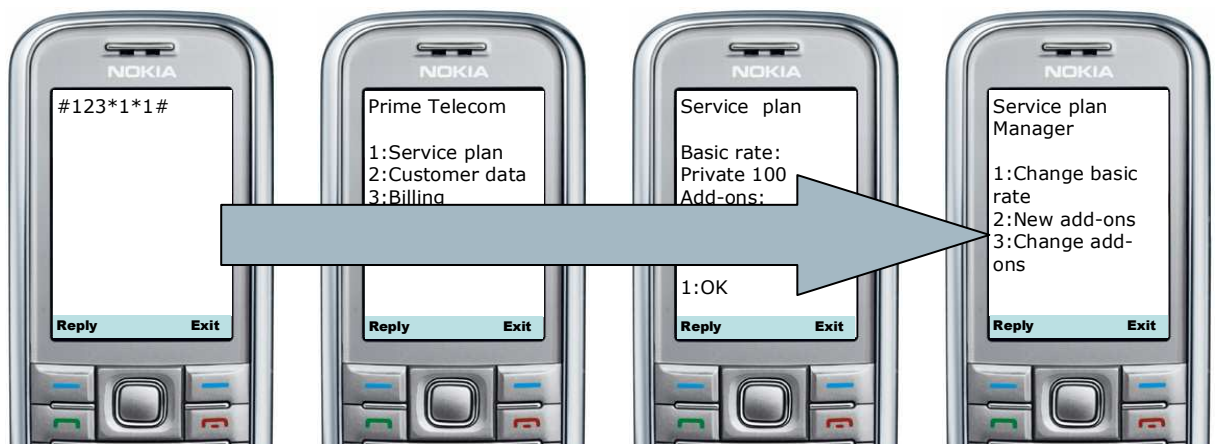 NOKIA
#123*1*1#
Reply Exit
NOKIA
Prime Telecom
1:Service plan
2:Customer data
3:Billing
Reply Exit
NOKIA
Service plan
Basic rate:
Private 100
Add-ons:
1:OK
Reply Exit
NOKIA
Service plan
Manager
1:Change basic
rate
2:New add-ons
3:Change add-
ons
Reply Exit